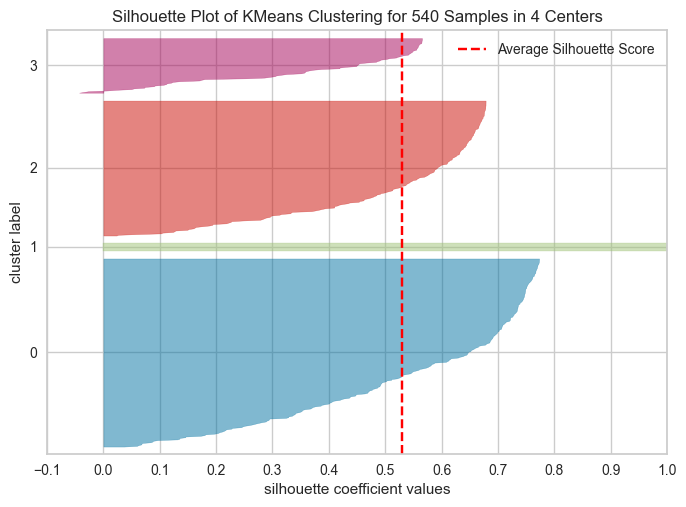 Silhouette Plot of KMeans Clustering for 540 Samples in 4 Centers
Average Silhouette Score
cluster label
3
2
1
0
−0.1 0.0 0.1 0.2 0.3 0.4 0.5 0.6 0.7 0.8 0.9 1.0
silhouette coefficient values